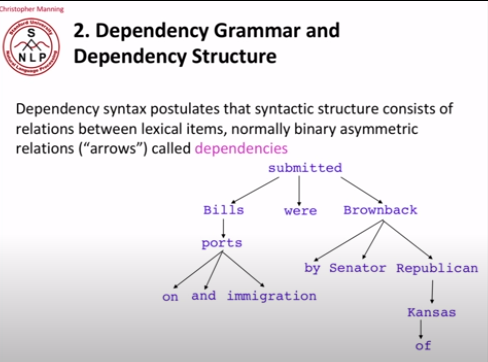 Christopher Manning
Stanford University
S
NLP
Natural Language Processing
2. Dependency Grammar and
Dependency Structure
Dependency syntax postulates that syntactic structure consists of
relations between lexical items, normally binary asymmetric
relations (“arrows”) called dependencies
submitted
Bills were Brownback
ports
by Senator Republican
on and immigration
Kansas
of